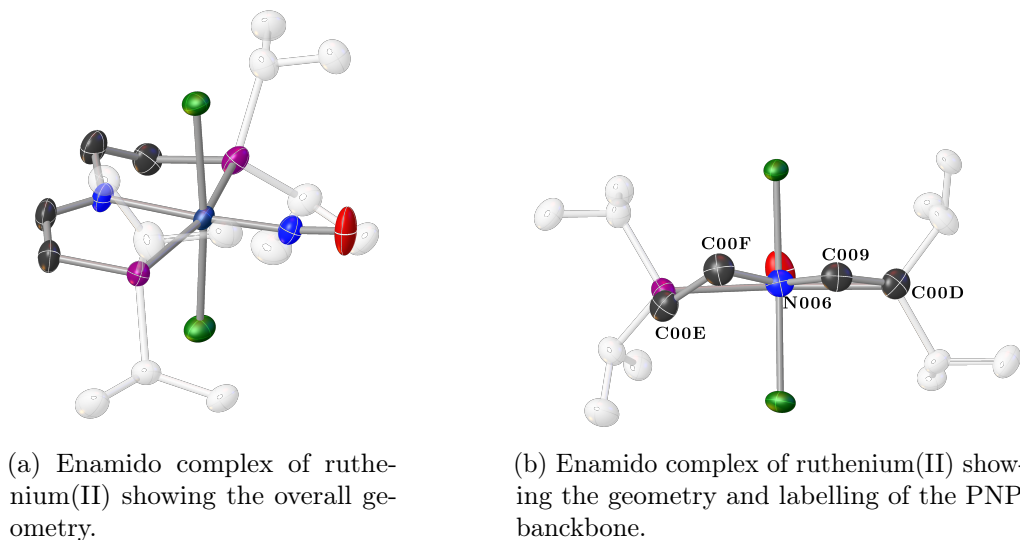 C00F
C009
C00D
N006
C00E
(a) Enamido complex of ruthe-
nium(II) showing the overall ge-
ometry.
(b) Enamido complex of ruthenium(II) show-
ing the geometry and labelling of the PNP
banckbone.